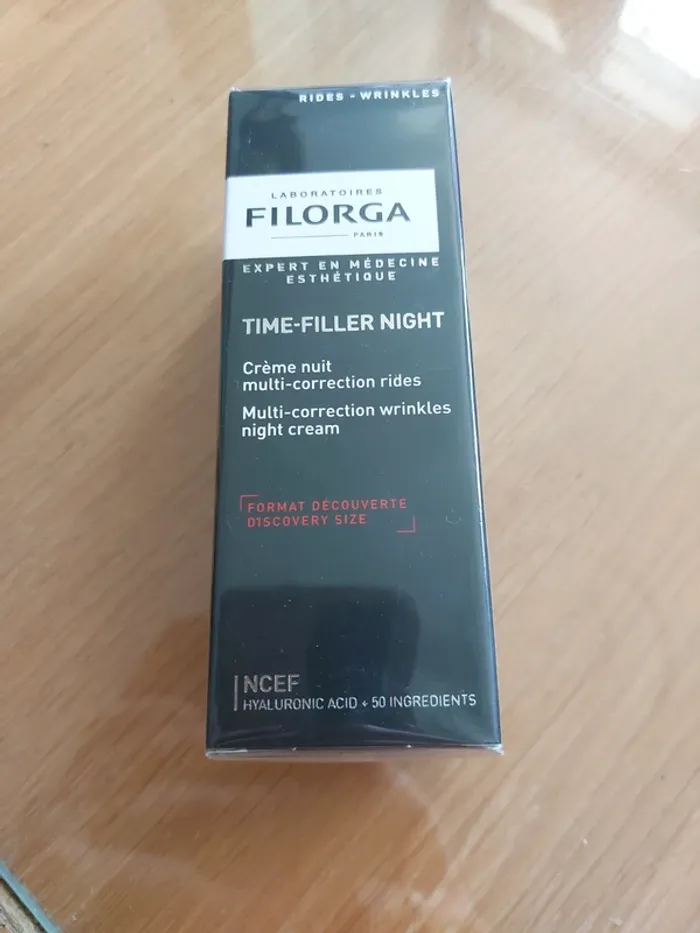 RIDES - WRINKLES
LABORATOIRES
FILORGA
PARIS
EXPERT EN MÉDECINE
ESTHÉTIQUE
TIME-FILLER NIGHT
Crème nuit
multi-correction rides
Multi-correction wrinkles
night cream
FORMAT DÉCOUVERTE
DISCOVERY SIZE
NCEF
HYALURONIC ACID + 50 INGREDIENTS